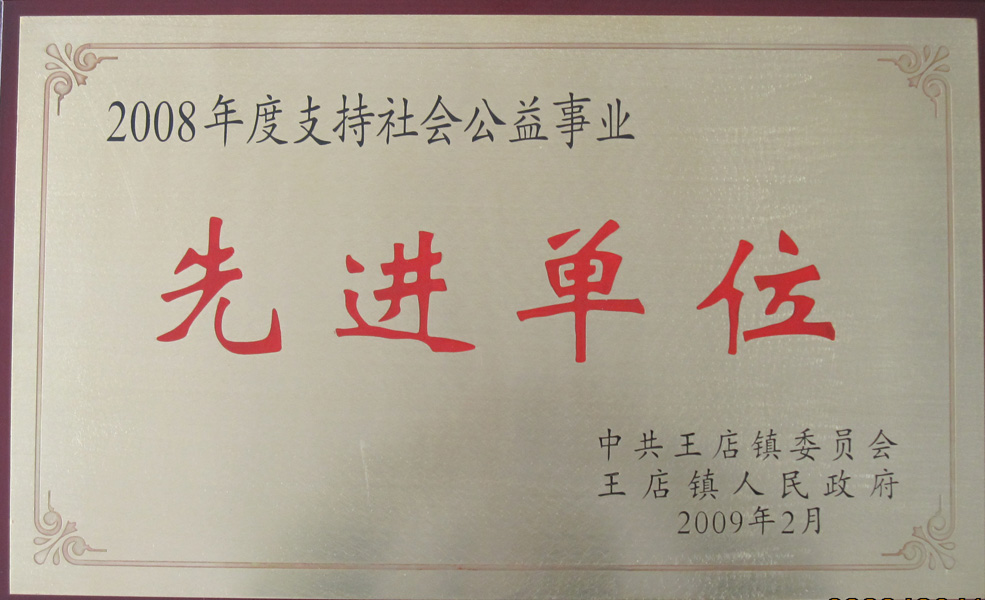 2008年度支持社会公益事业
先进单位
中共王店镇委员会
王店镇人民政府
2009年2月